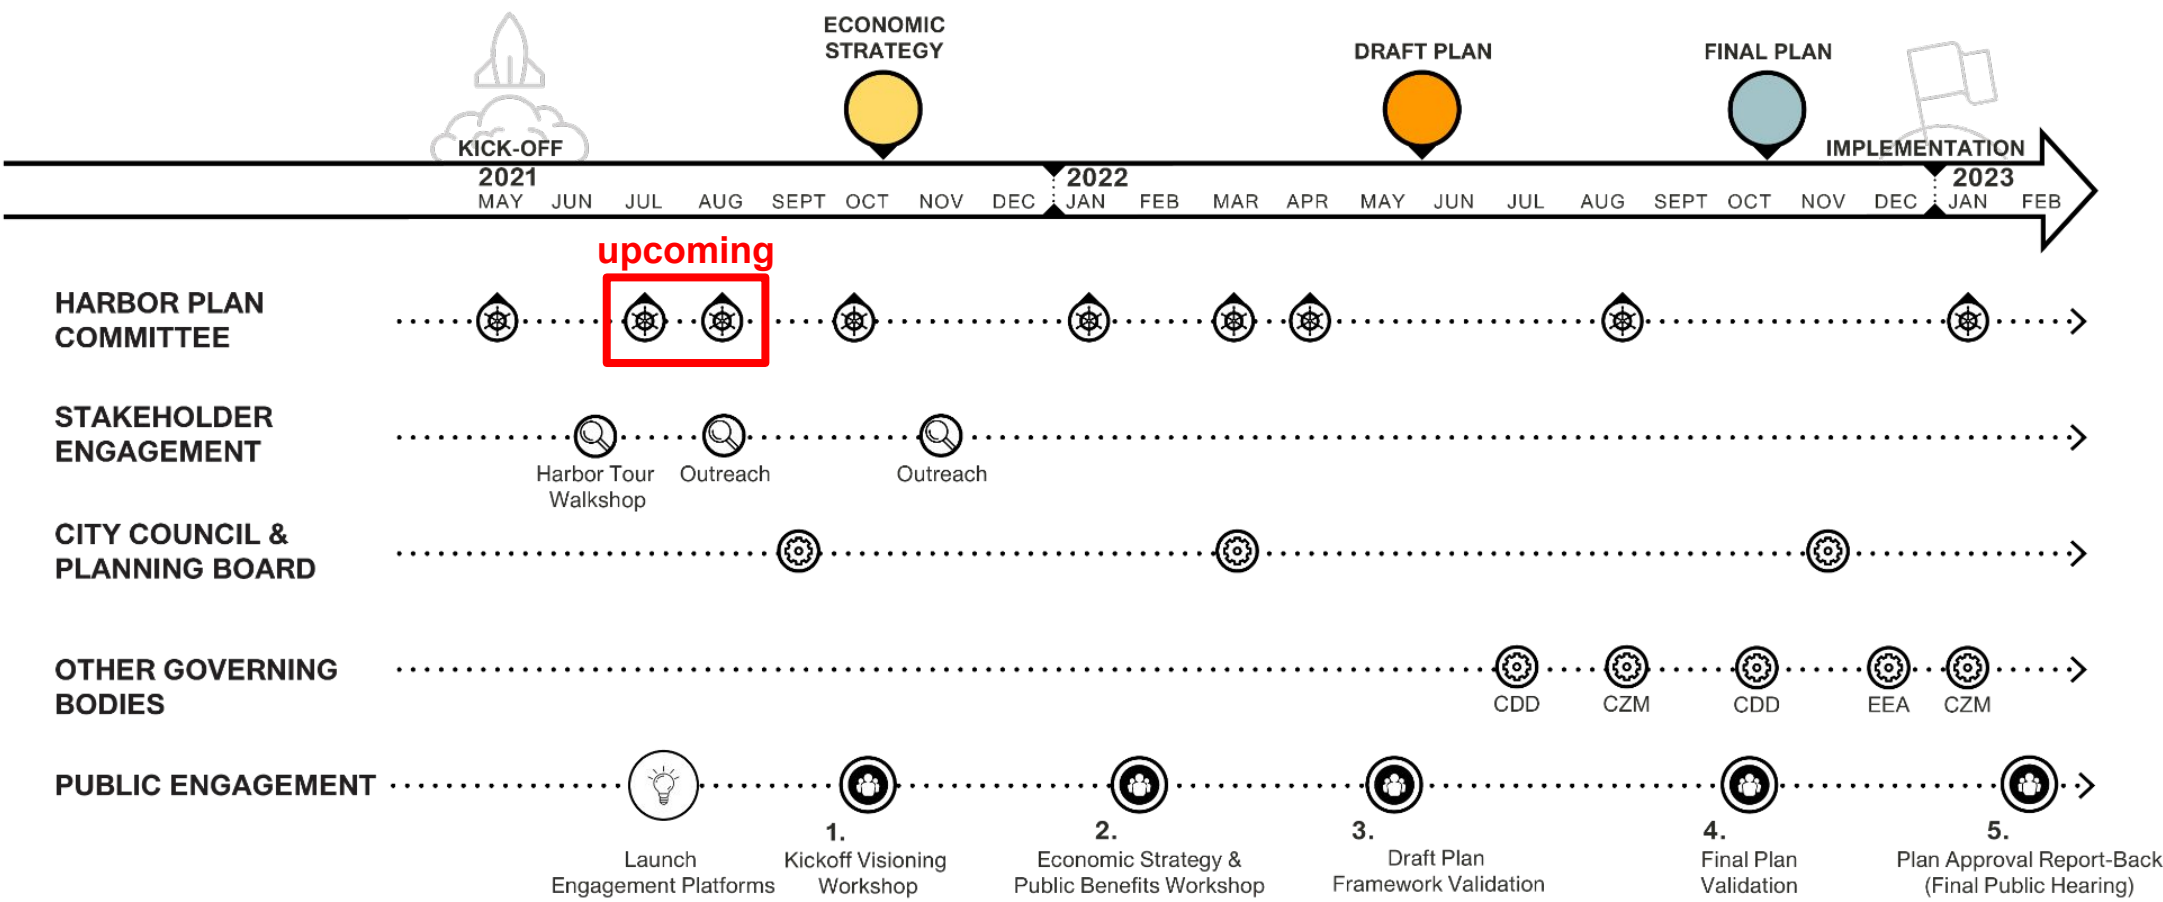 ECONOMIC
STRATEGY
DRAFT PLAN
FINAL PLAN
KICK-OFF
IMPLEMENTATION
2021
2022
2023
MAY JUN JUL AUG SEPT OCT NOV DEC JAN FEB MAR APR MAY JUN JUL AUG SEPT OCT NOV DEC JAN FEB
upcoming
HARBOR PLAN
COMMITTEE
STAKEHOLDER
ENGAGEMENT
Harbor Tour
Walkshop
Outreach
Outreach
CITY COUNCIL &
PLANNING BOARD
OTHER GOVERNING
BODIES
CDD
CZM
CDD
EEA
CZM
PUBLIC ENGAGEMENT
Launch
Engagement Platforms
1.
Kickoff Visioning
Workshop
2.
Economic Strategy &
Public Benefits Workshop
3.
Draft Plan
Framework Validation
4.
Final Plan
Validation
5.
Plan Approval Report-Back
(Final Public Hearing)